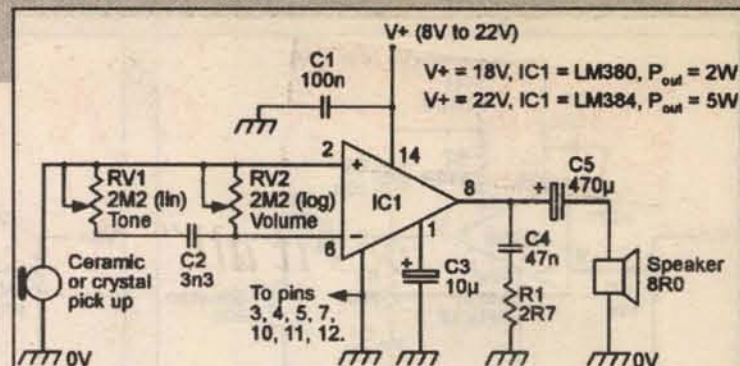 V+ (8V to 22V)
C1
100n
V+ = 18V, IC1 = LM380, Pout = 2W
V+ = 22V, IC1 = LM384, Pout = 5W
2
14
+
RV1
2M2 (lin)
Tone
RV2
2M2 (log)
Volume
IC1
8
+
C5
470µ
1
−
6
C2
3n3
+
C3
10µ
C4
47n
Ceramic
or crystal
pick up
To pins
3, 4, 5, 7,
10, 11, 12.
R1
2R7
Speaker
8R0
0V
0V